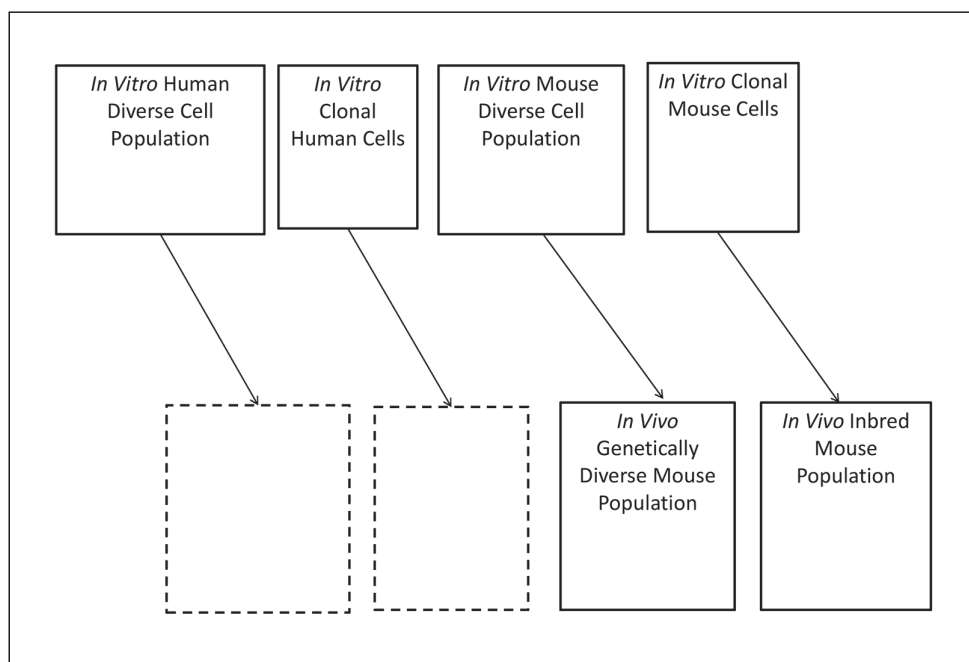 In Vitro Human
Diverse Cell
Population
In Vitro
Clonal
Human Cells
In Vitro Mouse
Diverse Cell
Population
In Vitro Clonal
Mouse Cells
In Vivo
Genetically
Diverse Mouse
Population
In Vivo Inbred
Mouse
Population